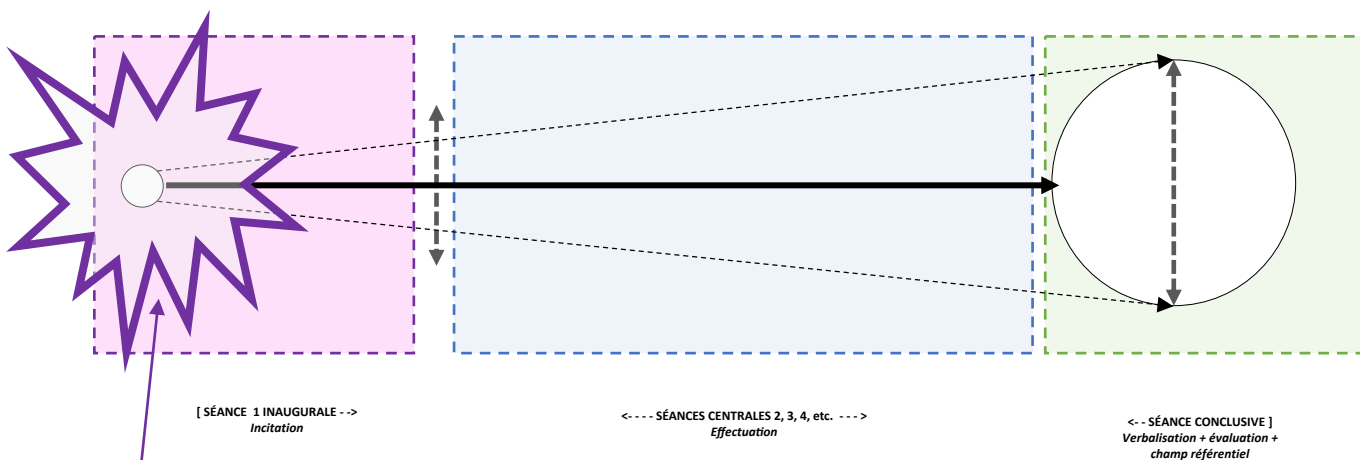 [ SÉANCE  1 INAUGURALE - ->
Incitation
<- - - - SÉANCES CENTRALES 2, 3, 4, etc.  - - - >
Effectuation
<- - SÉANCE CONCLUSIVE ]
Verbalisation + évaluation +
champ référentiel